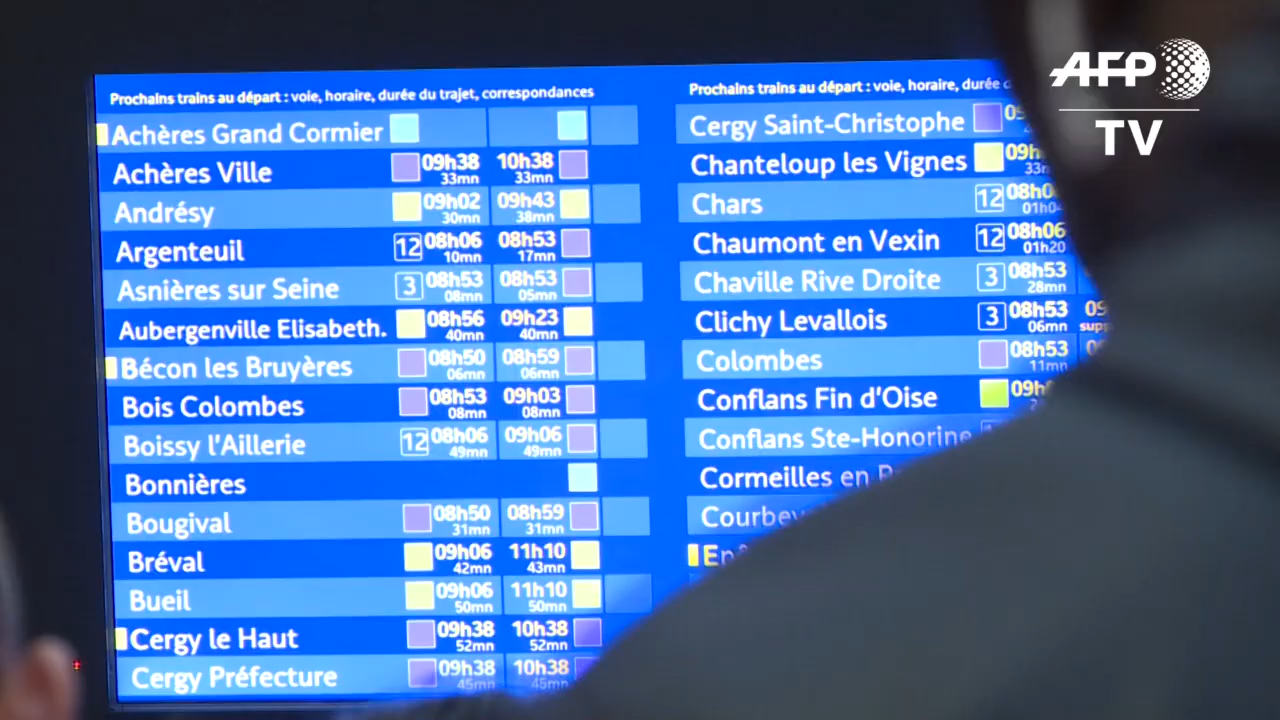 AFP
TV
Prochains trains au départ : voie, horaire, durée du trajet, correspondances
Achères Grand Cormier
Achères Ville 09h38 33mn 10h38 33mn
Andrésy 09h02 30mn 09h43 38mn
Argenteuil 12 08h06 10mn 08h53 17mn
Asnières sur Seine 3 08h53 08mn 08h53 05mn
Aubergenville Elisabeth. 08h56 40mn 09h23 40mn
Bécon les Bruyères 08h50 06mn 08h59 06mn
Bois Colombes 08h53 08mn 09h03 08mn
Boissy l'Aillerie 12 08h06 49mn 09h06 49mn
Bonnières
Bougival 08h50 31mn 08h59 31mn
Bréval 09h06 42mn 11h10 43mn
Bueil 09h06 50mn 11h10 50mn
Cergy le Haut 09h38 52mn 10h38 52mn
Cergy Préfecture 09h38 45mn 10h38 45mn
Prochains trains au départ : voie, horaire, durée
Cergy Saint-Christophe
Chanteloup les Vignes
Chars 12 01h04
Chaumont en Vexin 12 08h06 01h20
Chaville Rive Droite 3 08h53 28mn
Clichy Levallois 3 08h53 06mn
Colombes 08h53 11mn
Conflans Fin d'Oise
Conflans Ste-Honorine
Cormeilles en